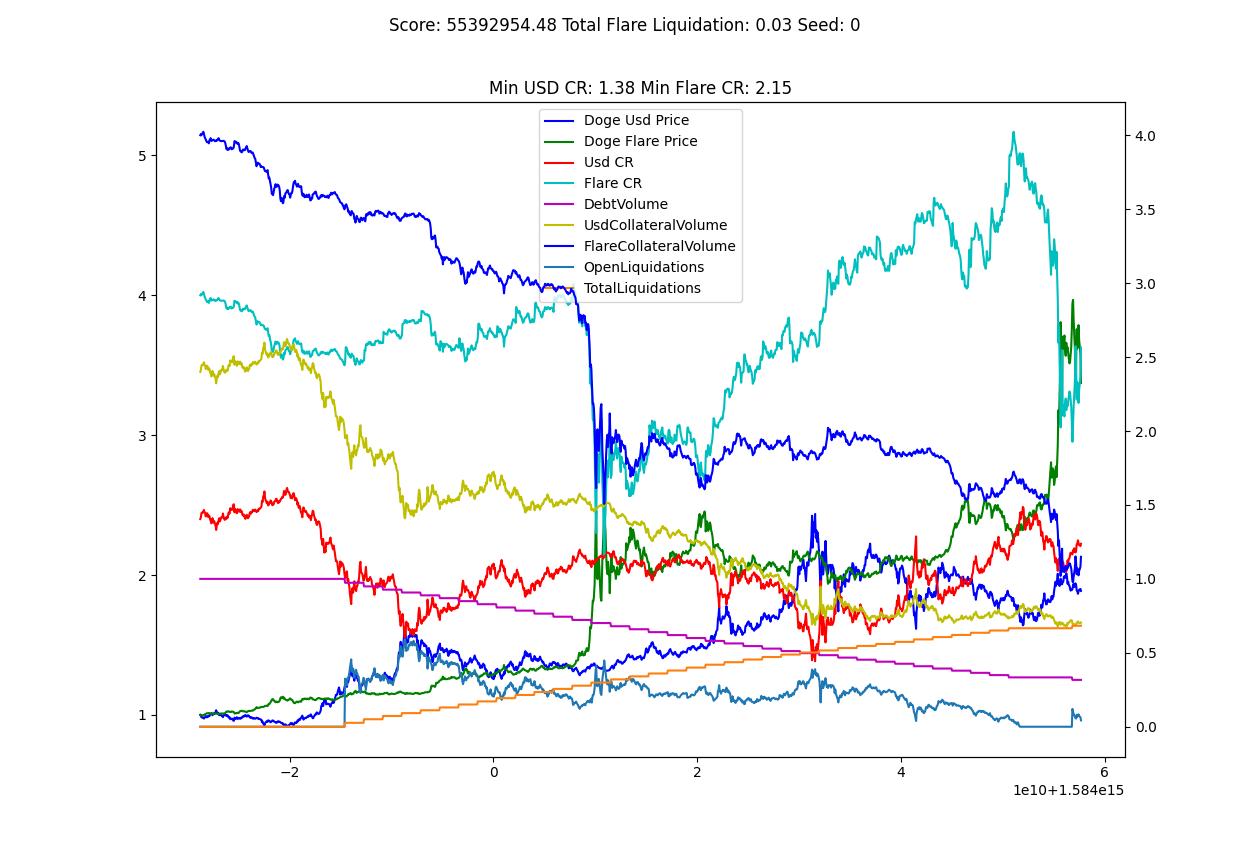 Score: 55392954.48 Total Flare Liquidation: 0.03 Seed: 0
Min USD CR: 1.38 Min Flare CR: 2.15
Doge Usd Price
Doge Flare Price
Usd CR
Flare CR
DebtVolume
UsdCollateralVolume
FlareCollateralVolume
OpenLiquidations
TotalLiquidations
5
4
3
2
1
4.0
3.5
3.0
2.5
2.0
1.5
1.0
0.5
0.0
−2 0 2 4 6
1e10+1.584e15